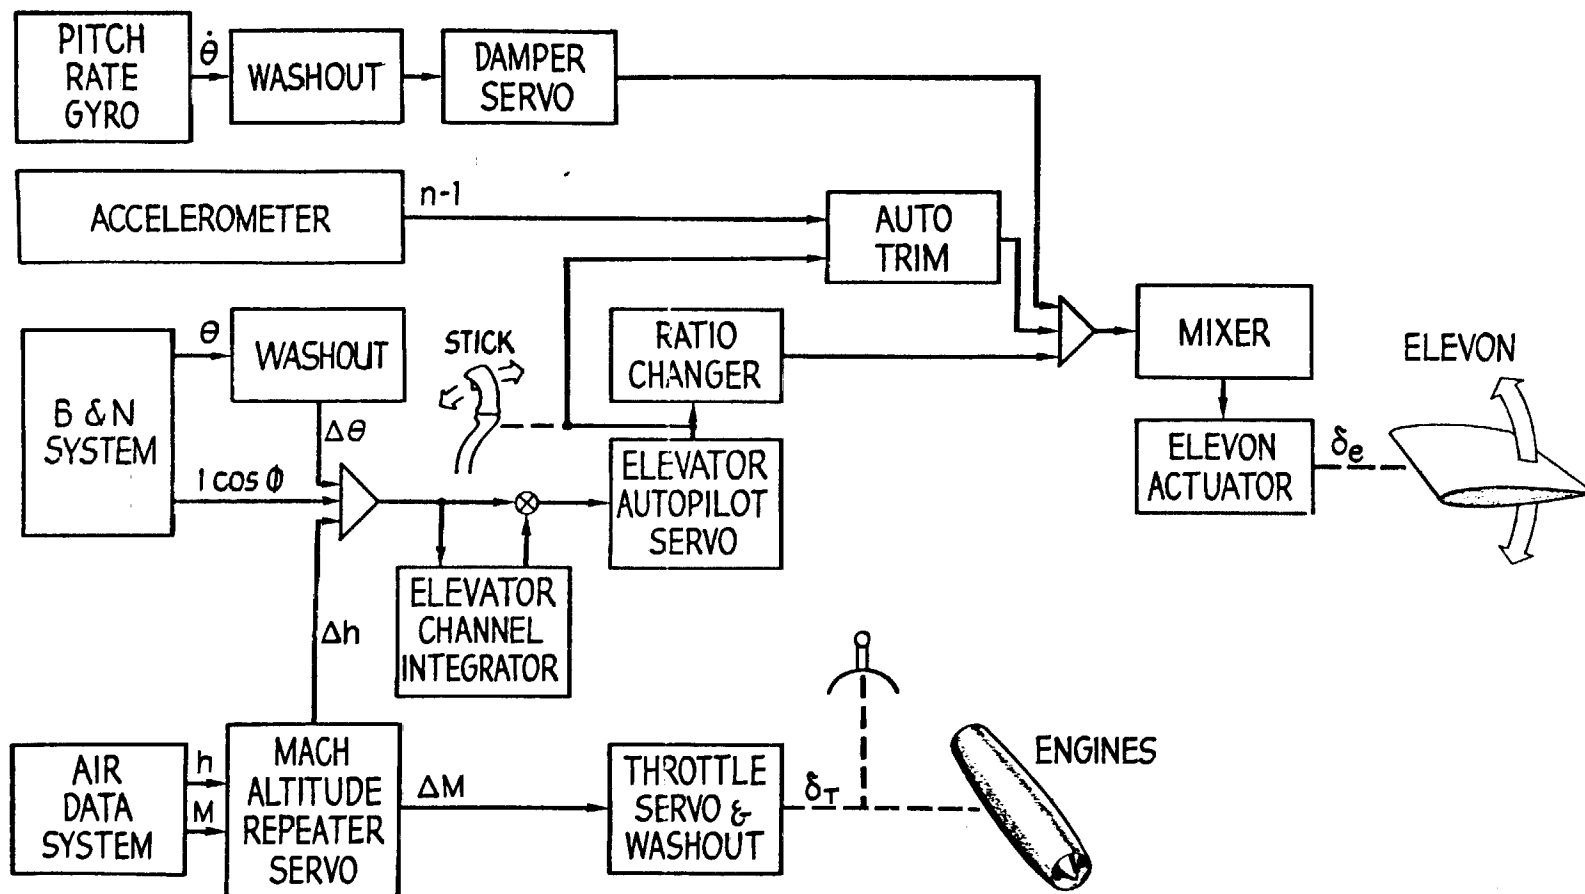 PITCH
RATE
GYRO
θ̇
WASHOUT
DAMPER
SERVO
ACCELEROMETER
n-1
AUTO
TRIM
B & N
SYSTEM
θ
WASHOUT
Δθ
1 cos ϕ
STICK
RATIO
CHANGER
MIXER
ELEVON
ELEVATOR
AUTOPILOT
SERVO
ELEVON
ACTUATOR
δe
ELEVATOR
CHANNEL
INTEGRATOR
Δh
AIR
DATA
SYSTEM
h
M
MACH
ALTITUDE
REPEATER
SERVO
ΔM
THROTTLE
SERVO &
WASHOUT
δT
ENGINES